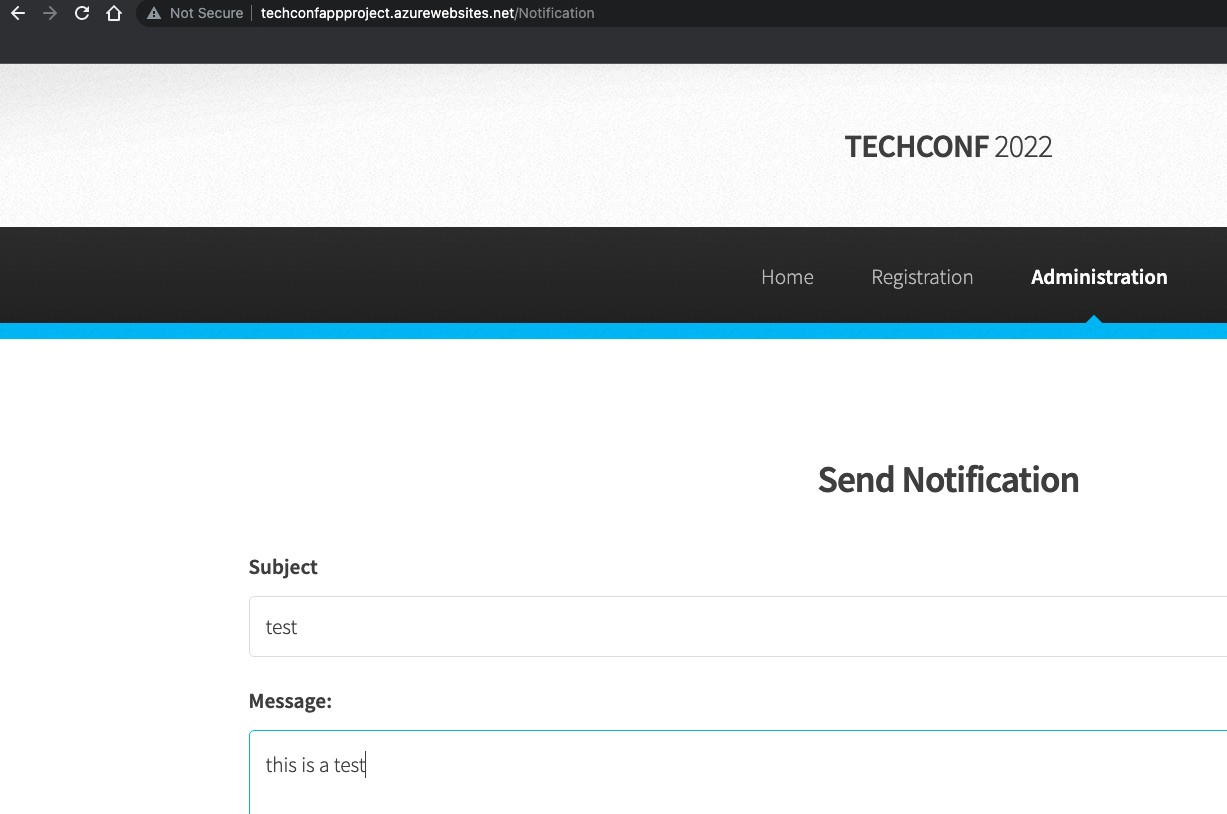 Not Secure techconfappproject.azurewebsites.net/Notification
TECHCONF 2022
Home Registration Administration
Send Notification
Subject
test
Message:
this is a test